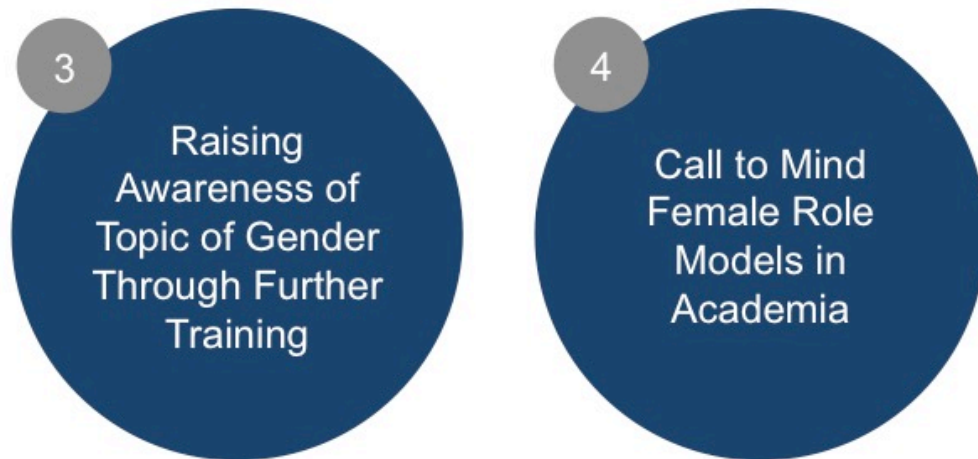 3
Raising
Awareness of
Topic of Gender
Through Further
Training
4
Call to Mind
Female Role
Models in
Academia